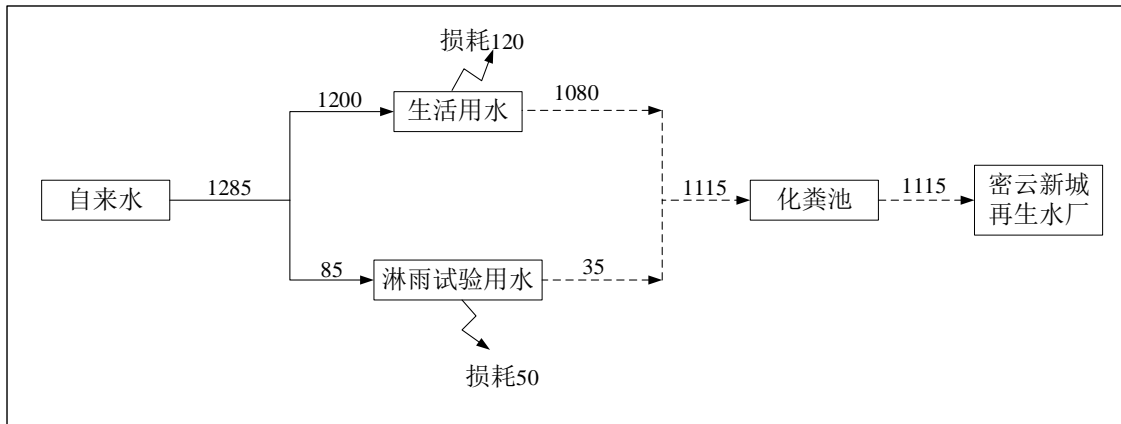 损耗120
1200
生活用水
1080
自来水
1285
1115
化粪池
1115
密云新城
再生水厂
85
淋雨试验用水
35
损耗50